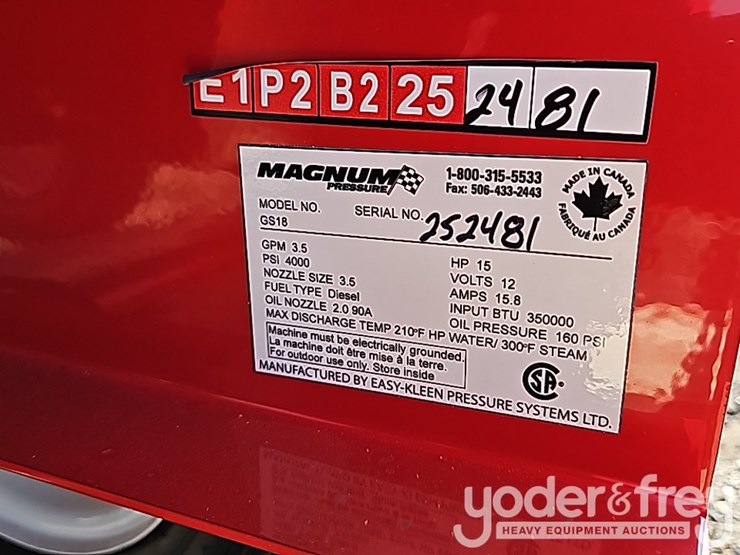 E1 P2 B2 25 24 81
MAGNUM
PRESSURE
1-800-315-5533
Fax: 506-433-2443
MADE IN CANADA
FABRIQUÉ AU CANADA
MODEL NO. SERIAL NO. 252481
GS18
GPM 3.5
PSI 4000
NOZZLE SIZE 3.5
FUEL TYPE Diesel
OIL NOZZLE 2.0 90A
HP 15
VOLTS 12
AMPS 15.8
INPUT BTU 350000
OIL PRESSURE 160 PSI
MAX DISCHARGE TEMP 210°F HP WATER/ 300°F STEAM
Machine must be electrically grounded.
La machine doit être mise à la terre.
For outdoor use only. Store inside
SA
MANUFACTURED BY EASY-KLEEN PRESSURE SYSTEMS LTD.
yoder&frey
HEAVY EQUIPMENT AUCTIONS